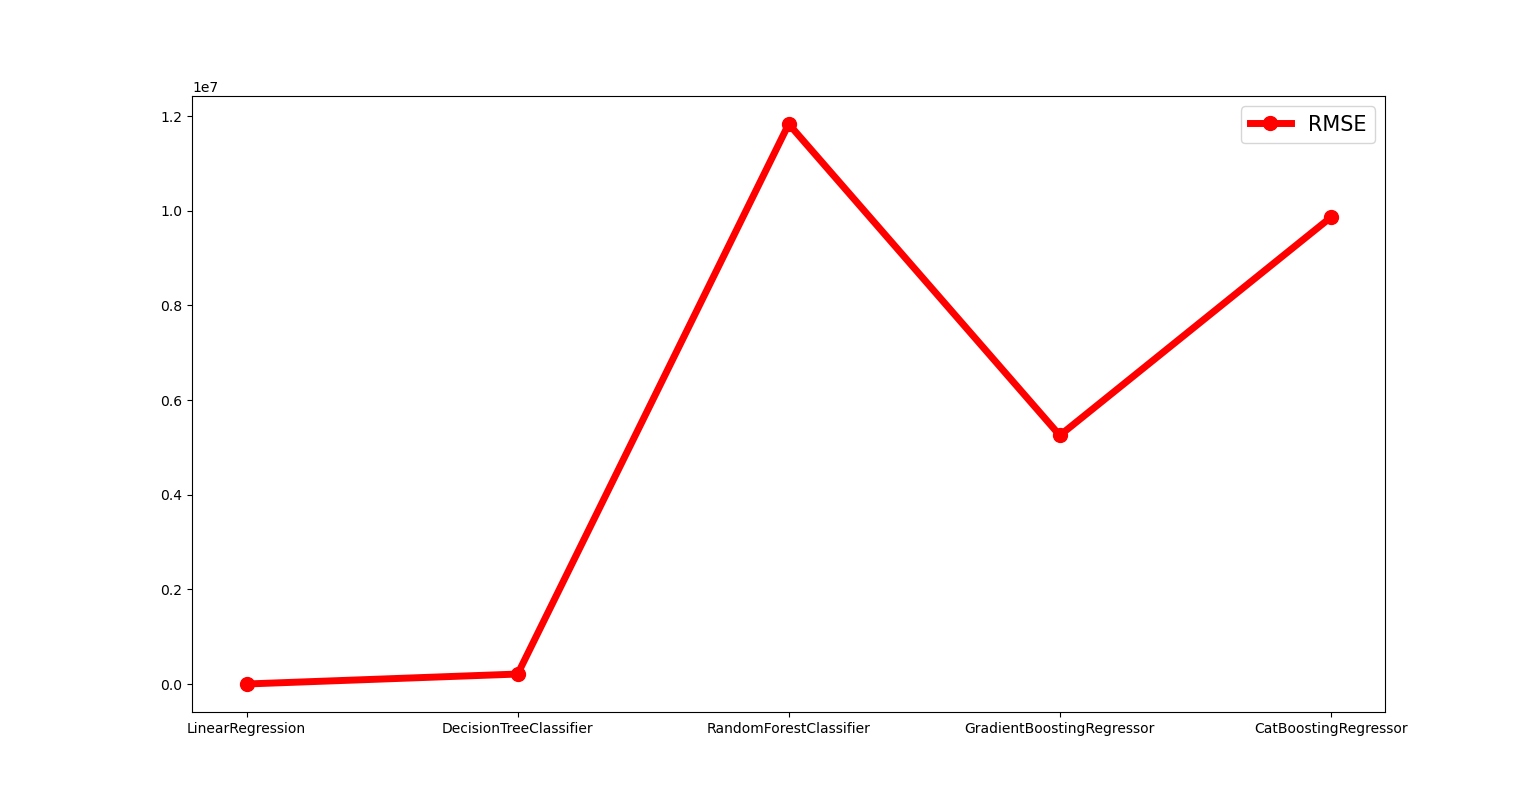 1e7
RMSE
1.2
1.0
0.8
0.6
0.4
0.2
0.0
LinearRegression DecisionTreeClassifier RandomForestClassifier GradientBoostingRegressor CatBoostingRegressor